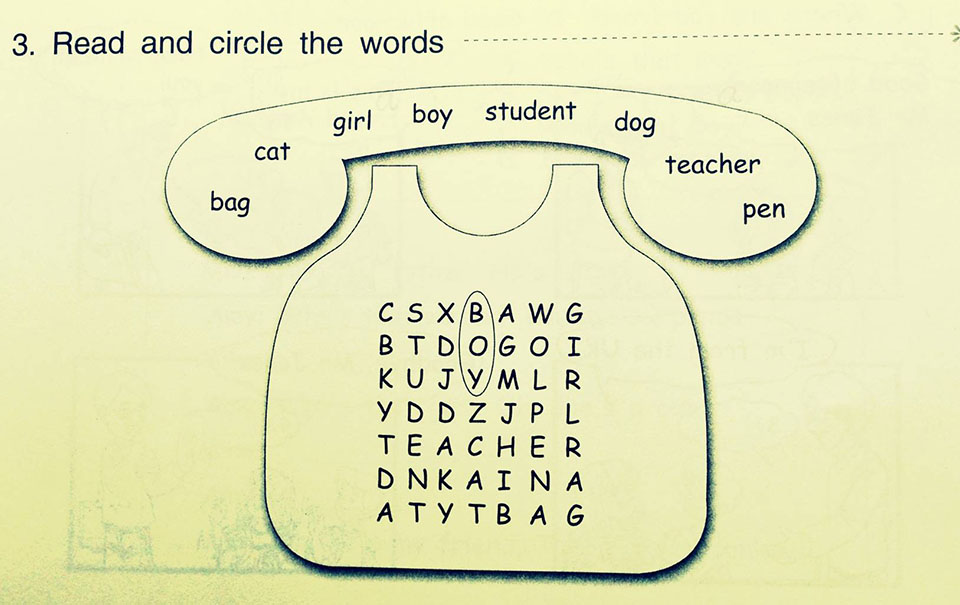 3. Read and circle the words
girl boy student dog
cat teacher
bag pen
C S X B A W G
B T D O G O I
K U J Y M L R
Y D D Z J P L
T E A C H E R
D N K A I N A
A T Y T B A G